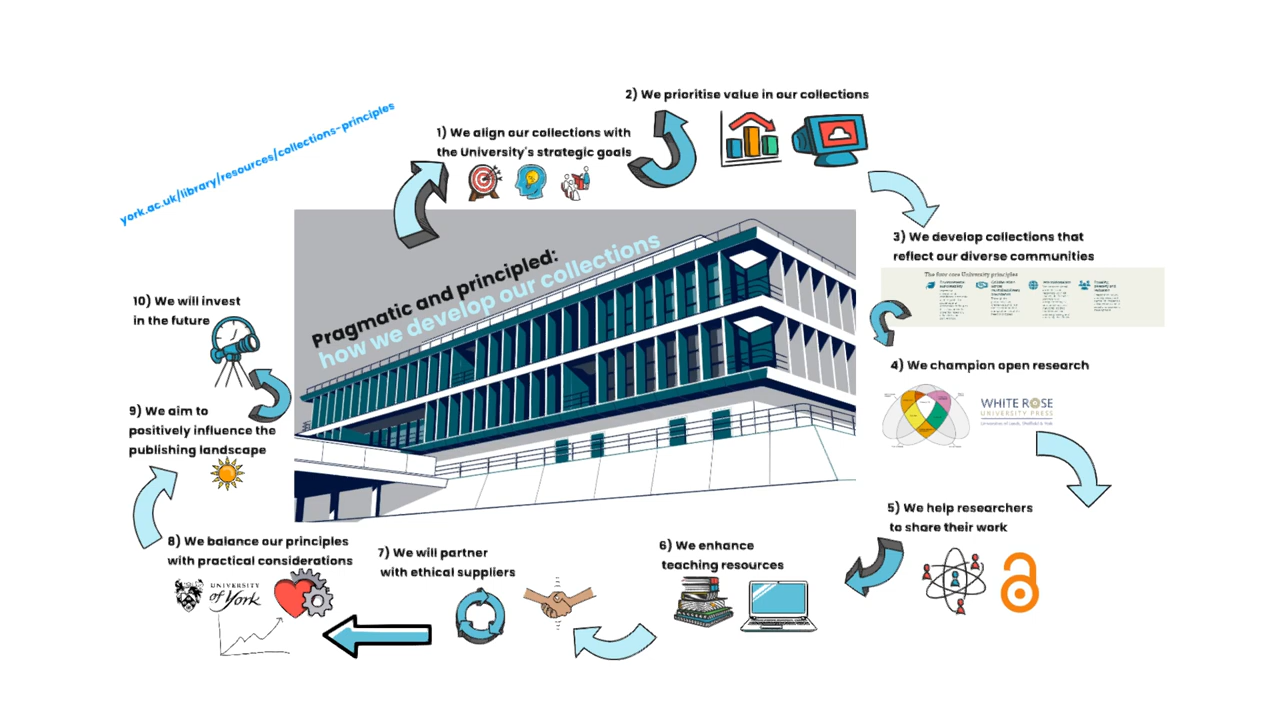 york.ac.uk/library/resources/collections-principles
Pragmatic and principled:
how we develop our collections
1) We align our collections with
the University's strategic goals
2) We prioritise value in our collections
3) We develop collections that
reflect our diverse communities
The four core University principles
4) We champion open research
WHITE ROSE
UNIVERSITY PRESS
Universities of Leeds, Sheffield & York
5) We help researchers
to share their work
6) We enhance
teaching resources
7) We will partner
with ethical suppliers
8) We balance our principles
with practical considerations
UNIVERSITY
of York
9) We aim to
positively influence the
publishing landscape
10) We will invest
in the future